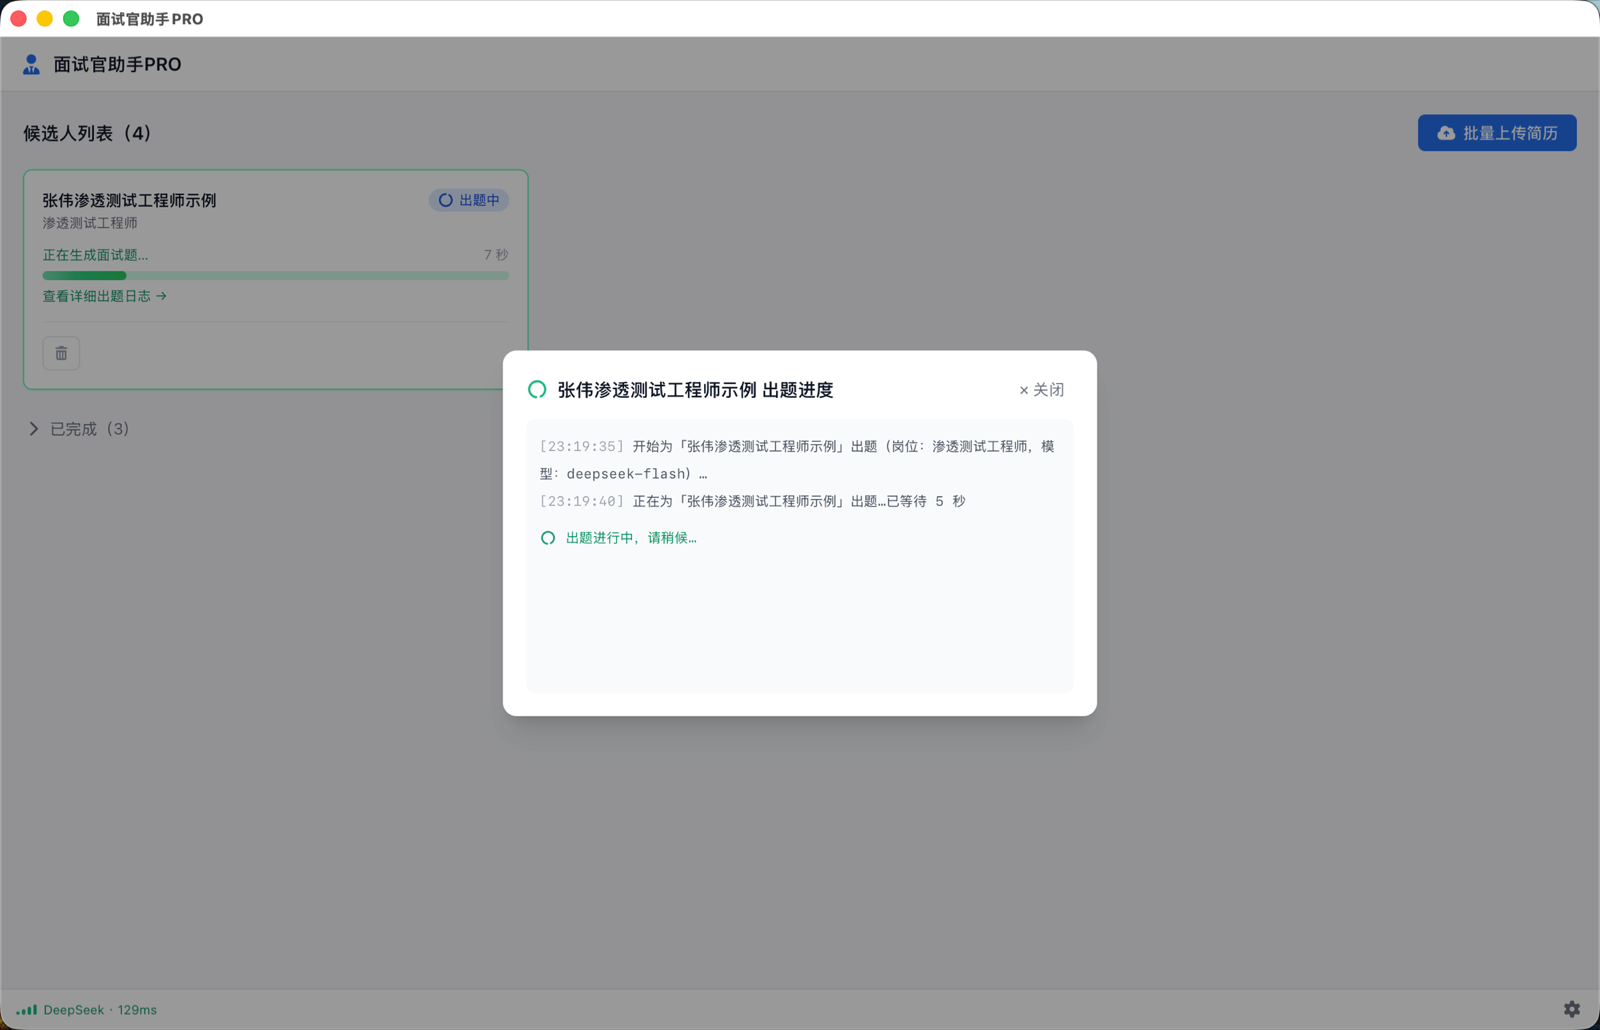 面试官助手PRO
面试官助手PRO
候选人列表（4）
批量上传简历
张伟渗透测试工程师示例
出题中
渗透测试工程师
正在生成面试题...
7 秒
查看详细出题日志 →
已完成（3）
张伟渗透测试工程师示例 出题进度
× 关闭
[23:19:35] 开始为「张伟渗透测试工程师示例」出题（岗位：渗透测试工程师，模
型：deepseek-flash）…
[23:19:40] 正在为「张伟渗透测试工程师示例」出题…已等待 5 秒
出题进行中，请稍候…
DeepSeek · 129ms